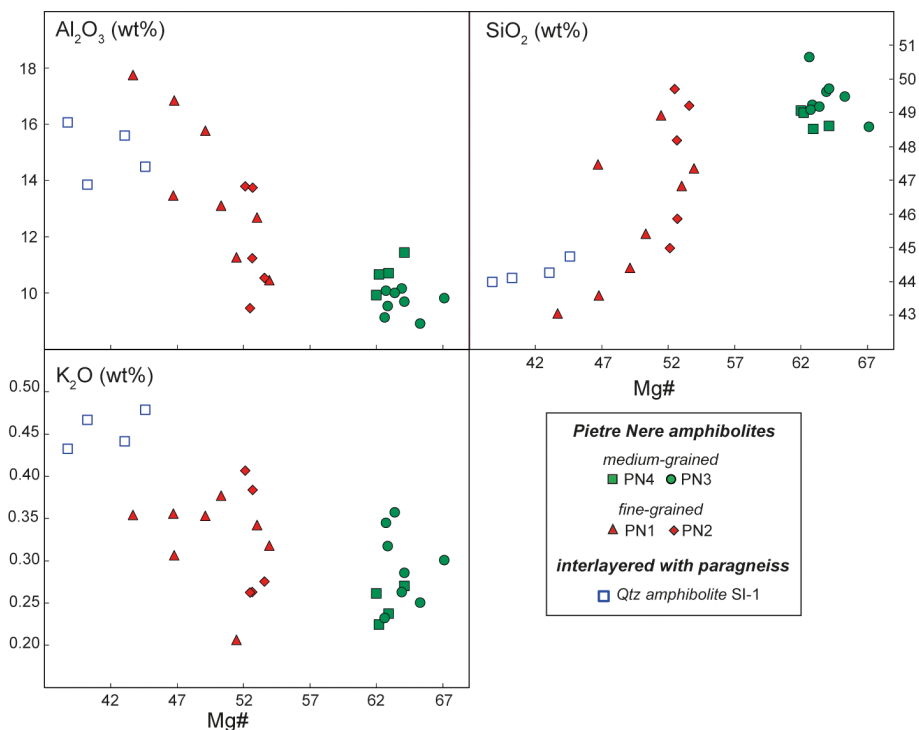 Al₂O₃ (wt%)
18
16
14
12
10
SiO₂ (wt%)
51
50
49
48
47
46
45
44
43
42 47 52 57 62 67
Mg#
K₂O (wt%)
0.50
0.45
0.40
0.35
0.30
0.25
0.20
42 47 52 57 62 67
Mg#
Pietre Nere amphibolites
medium-grained
PN4 PN3
fine-grained
PN1 PN2
interlayered with paragneiss
Qtz amphibolite SI-1